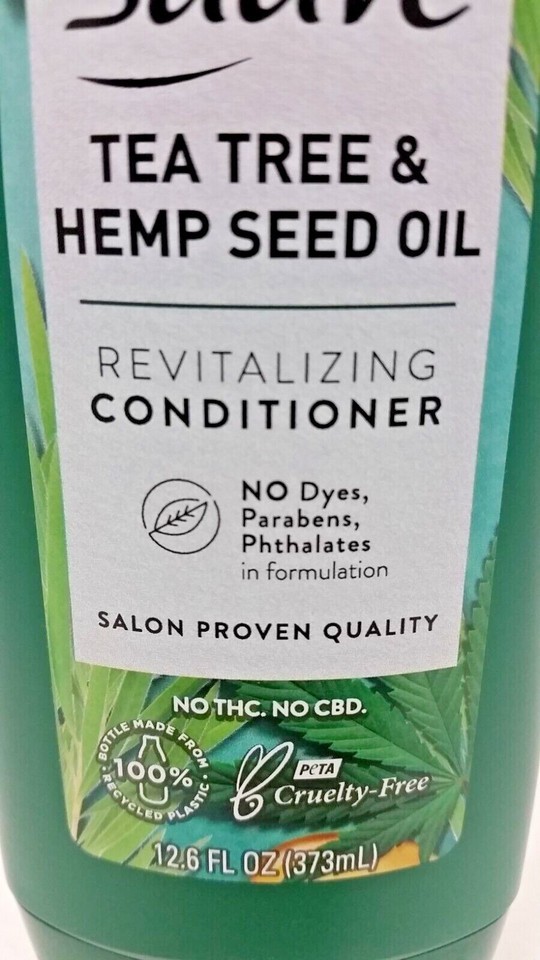 Suave
TEA TREE &
HEMP SEED OIL
REVITALIZING
CONDITIONER
NO Dyes,
Parabens,
Phthalates
in formulation
SALON PROVEN QUALITY
NO THC. NO CBD.
BOTTLE MADE FROM
100%
RECYCLED PLASTIC
PETA
Cruelty-Free
12.6 FL OZ (373mL)